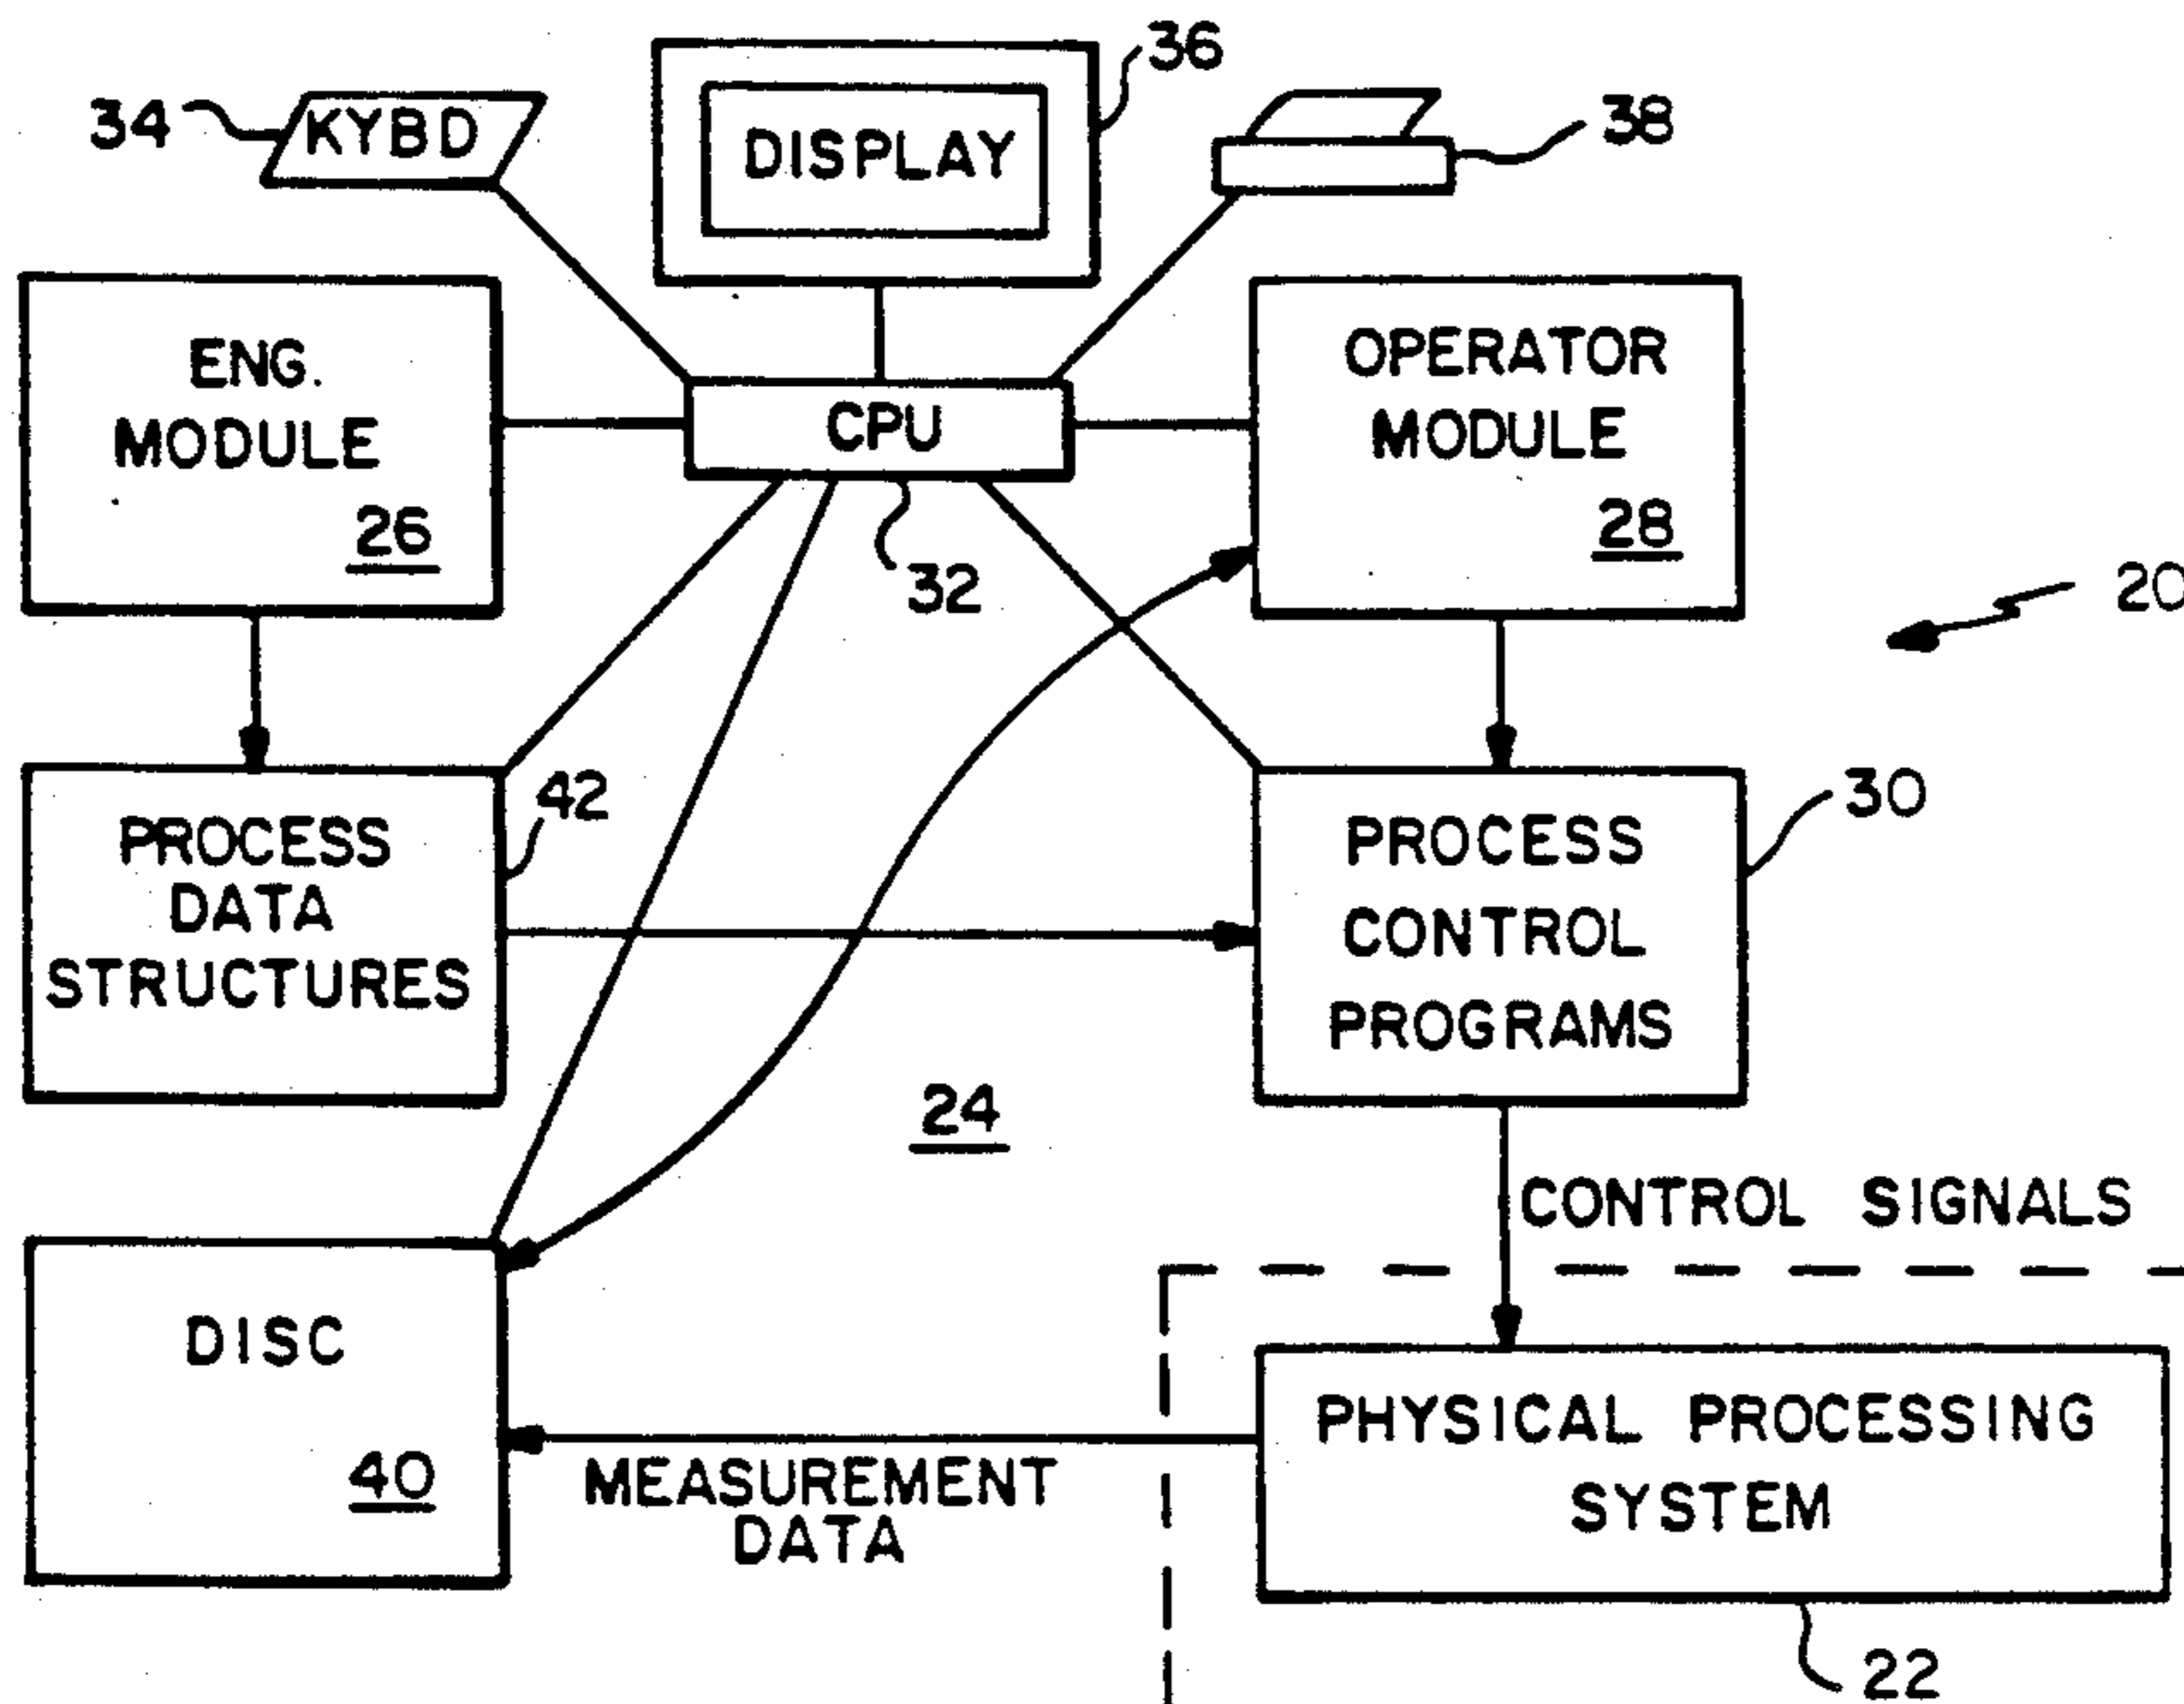 36
34
KYBD
DISPLAY
38
ENG.
MODULE
26
CPU
32
OPERATOR
MODULE
28
20
PROCESS
DATA
STRUCTURES
42
PROCESS
CONTROL
PROGRAMS
30
24
CONTROL SIGNALS
DISC
40
MEASUREMENT
DATA
PHYSICAL PROCESSING
SYSTEM
22